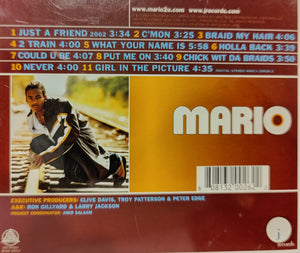 www.mario2u.com www.jrecords.com
1 JUST A FRIEND 2002 3:34 2 C'MON 3:25 3 BRAID MY HAIR 4:06
4 2 TRAIN 4:00 5 WHAT YOUR NAME IS 5:58 6 HOLLA BACK 3:39
7 COULD U BE 4:07 8 PUT ME ON 3:40 9 CHICK WIT DA BRAIDS 3:50
10 NEVER 4:00 11 GIRL IN THE PICTURE 4:35
MARIO
EXECUTIVE PRODUCERS: CLIVE DAVIS, TROY PATTERSON & PETER EDGE
A&R: RON GILLYARD & LARRY JACKSON
PROJECT COORDINATOR:
j
records